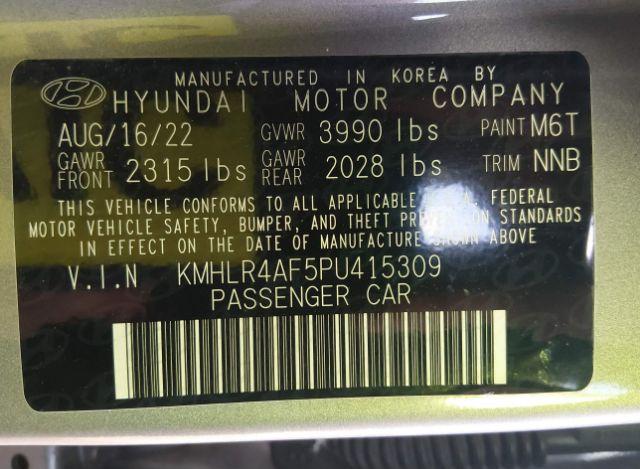 MANUFACTURED IN KOREA BY
HYUNDAI MOTOR COMPANY
AUG/16/22 GVWR 3990 lbs PAINT M6T
GAWR FRONT 2315 lbs GAWR REAR 2028 lbs TRIM NNB
THIS VEHICLE CONFORMS TO ALL APPLICABLE U.S.A. FEDERAL
MOTOR VEHICLE SAFETY, BUMPER, AND THEFT PREVENTION STANDARDS
IN EFFECT ON THE DATE OF MANUFACTURE SHOWN ABOVE
V.I.N KMHLR4AF5PU415309
PASSENGER CAR